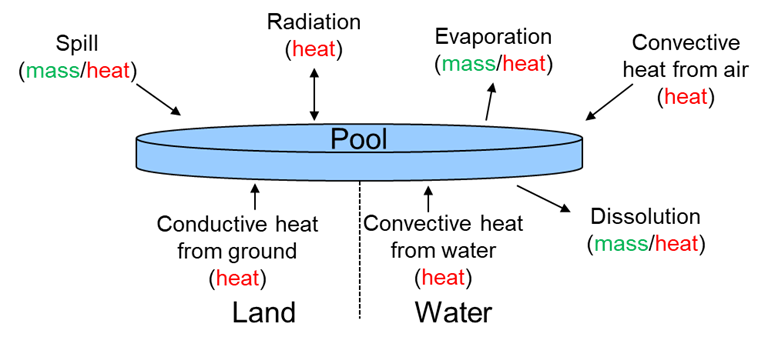 Spill
(mass/heat)
Radiation
(heat)
Evaporation
(mass/heat)
Convective
heat from air
(heat)
Pool
Conductive heat
from ground
(heat)
Convective heat
from water
(heat)
Dissolution
(mass/heat)
Land
Water